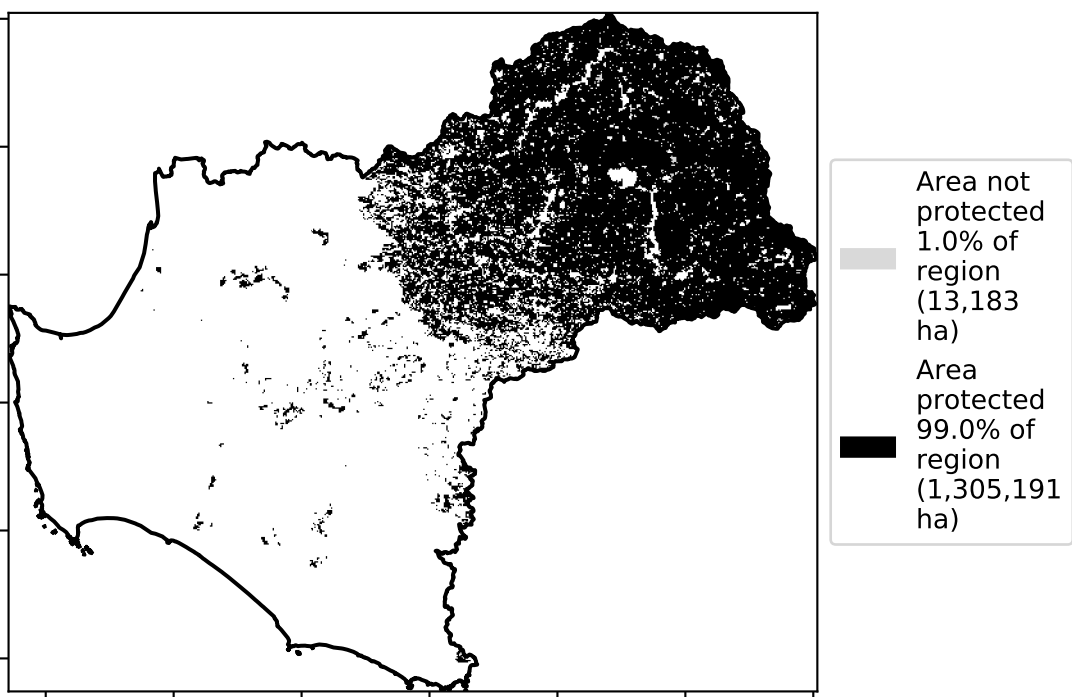 Area not
protected
1.0% of
region
(13,183
ha)
Area
protected
99.0% of
region
(1,305,191
ha)